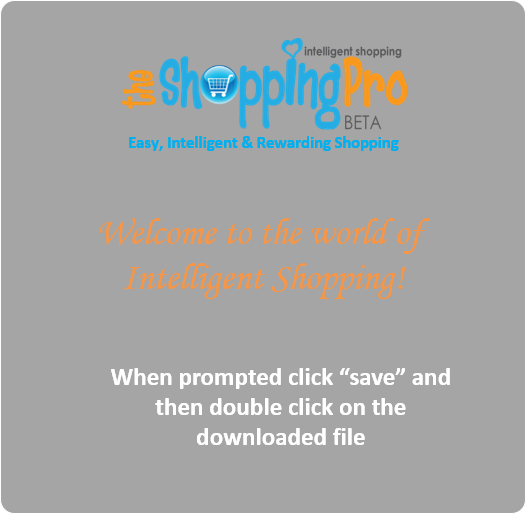 intelligent shopping
the ShoppingPro
BETA
Easy, Intelligent & Rewarding Shopping
Welcome to the world of
Intelligent Shopping!
When prompted click “save” and
then double click on the
downloaded file